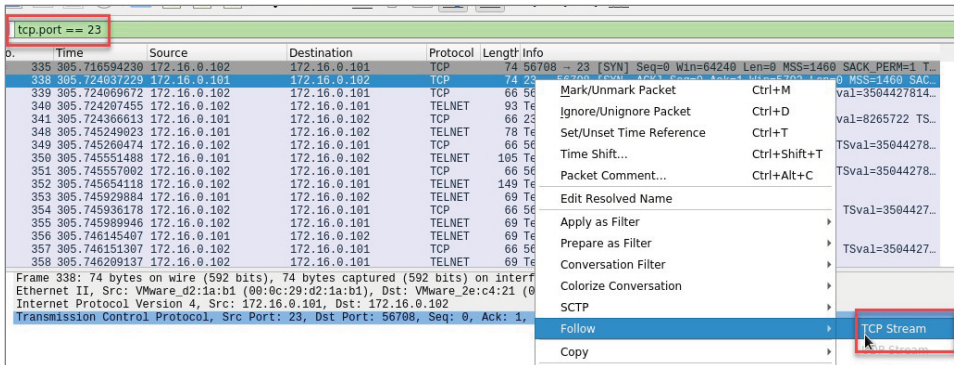 tcp.port == 23
o. Time Source Destination Protocol Length Info
335 305.716594230 172.16.0.102 172.16.0.101 TCP 74 56708 → 23 [SYN] Seq=0 Win=64240 Len=0 MSS=1460 SACK_PERM=1 T…
338 305.724037229 172.16.0.101 172.16.0.102 TCP 74 23 56708 [SYN, ACK] Seq=0 Ack=1 Win=5792 Len=0 MSS=1460 SAC…
339 305.724069672 172.16.0.102 172.16.0.101 TCP 66 56 val=3504427814…
340 305.724207455 172.16.0.102 172.16.0.101 TELNET 93 Te
341 305.724366613 172.16.0.101 172.16.0.102 TCP 66 23 val=8265722 TS…
348 305.745249023 172.16.0.101 172.16.0.102 TELNET 78 Te
349 305.745260474 172.16.0.102 172.16.0.101 TCP 66 56 TSval=35044278…
350 305.745551488 172.16.0.101 172.16.0.102 TELNET 105 Te
351 305.745557002 172.16.0.102 172.16.0.101 TCP 66 56 TSval=35044278…
352 305.745654118 172.16.0.102 172.16.0.101 TELNET 149 Te
353 305.745929884 172.16.0.101 172.16.0.102 TELNET 69 Te
354 305.745936178 172.16.0.102 172.16.0.101 TCP 66 56 TSval=3504427…
355 305.745989946 172.16.0.102 172.16.0.101 TELNET 69 Te
356 305.746145407 172.16.0.101 172.16.0.102 TELNET 69 Te
357 305.746151307 172.16.0.102 172.16.0.101 TCP 66 56 TSval=3504427…
358 305.746209137 172.16.0.102 172.16.0.101 TELNET 69 Te
Mark/Unmark Packet Ctrl+M
Ignore/Unignore Packet Ctrl+D
Set/Unset Time Reference Ctrl+T
Time Shift... Ctrl+Shift+T
Packet Comment... Ctrl+Alt+C
Edit Resolved Name
Apply as Filter
Prepare as Filter
Conversation Filter
Colorize Conversation
SCTP
Follow
Copy
TCP Stream
Stream
Frame 338: 74 bytes on wire (592 bits), 74 bytes captured (592 bits) on interf
Ethernet II, Src: VMware_d2:1a:b1 (00:0c:29:d2:1a:b1), Dst: VMware_2e:c4:21 (0
Internet Protocol Version 4, Src: 172.16.0.101, Dst: 172.16.0.102
Transmission Control Protocol, Src Port: 23, Dst Port: 56708, Seq: 0, Ack: 1,